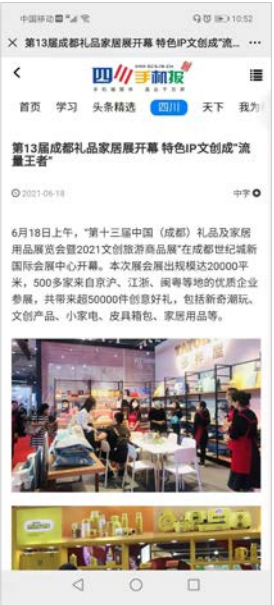 中国移动 10:52
第13届成都礼品家居展开幕 特色IP文创成“流...
四川手机报
首页 学习 头条精选 四川 天下 我为
第13届成都礼品家居展开幕 特色IP文创成“流
量王者”
2021-06-18 中字
6月18日上午，“第十三届中国（成都）礼品及家居
用品展览会暨2021文创旅游商品展”在成都世纪城新
国际会展中心开幕。本次展会展出规模达20000平
米，500多家来自京沪、江浙、闽粤等地的优质企业
参展，共带来超50000件创意好礼，包括新奇潮玩、
文创产品、小家电、皮具箱包、家居用品等。